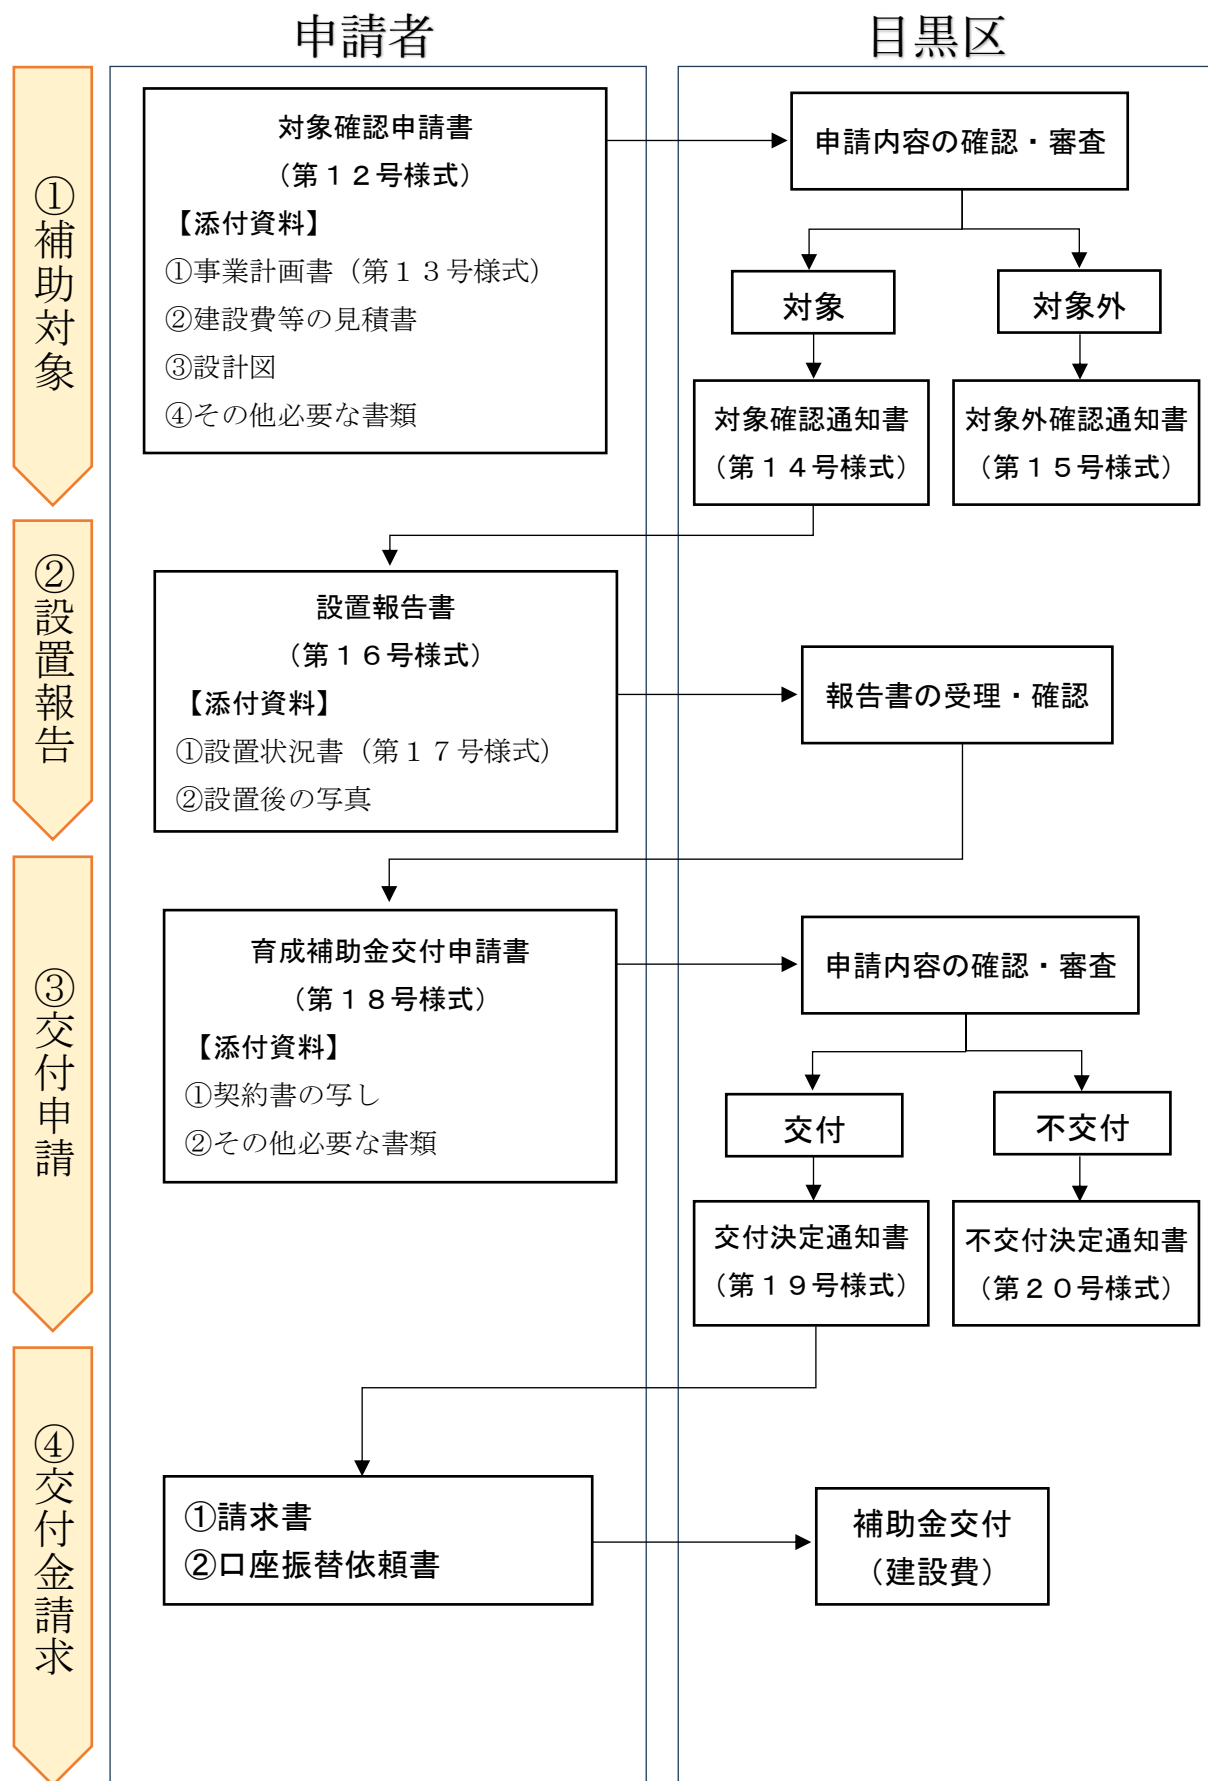 申請者
目黒区
①補助対象
対象確認申請書
（第１２号様式）
【添付資料】
①事業計画書（第１３号様式）
②建設費等の見積書
③設計図
④その他必要な書類
申請内容の確認・審査
対象
対象外
対象確認通知書
（第１４号様式）
対象外確認通知書
（第１５号様式）
②設置報告
設置報告書
（第１６号様式）
【添付資料】
①設置状況書（第１７号様式）
②設置後の写真
報告書の受理・確認
③交付申請
育成補助金交付申請書
（第１８号様式）
【添付資料】
①契約書の写し
②その他必要な書類
申請内容の確認・審査
交付
不交付
交付決定通知書
（第１９号様式）
不交付決定通知書
（第２０号様式）
④交付金請求
①請求書
②口座振替依頼書
補助金交付
（建設費）